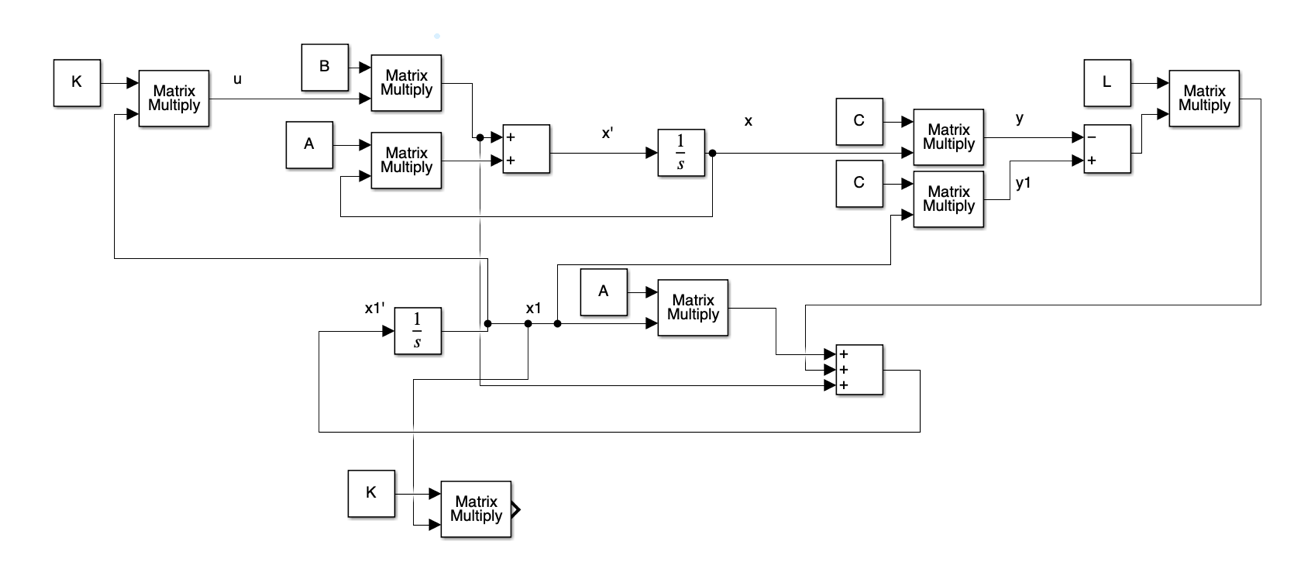 K
Matrix
Multiply
u
B
Matrix
Multiply
A
Matrix
Multiply
+
+
x'
1
s
x
C
Matrix
Multiply
y
C
Matrix
Multiply
y1
−
+
L
Matrix
Multiply
x1'
1
s
x1
A
Matrix
Multiply
+
+
+
K
Matrix
Multiply